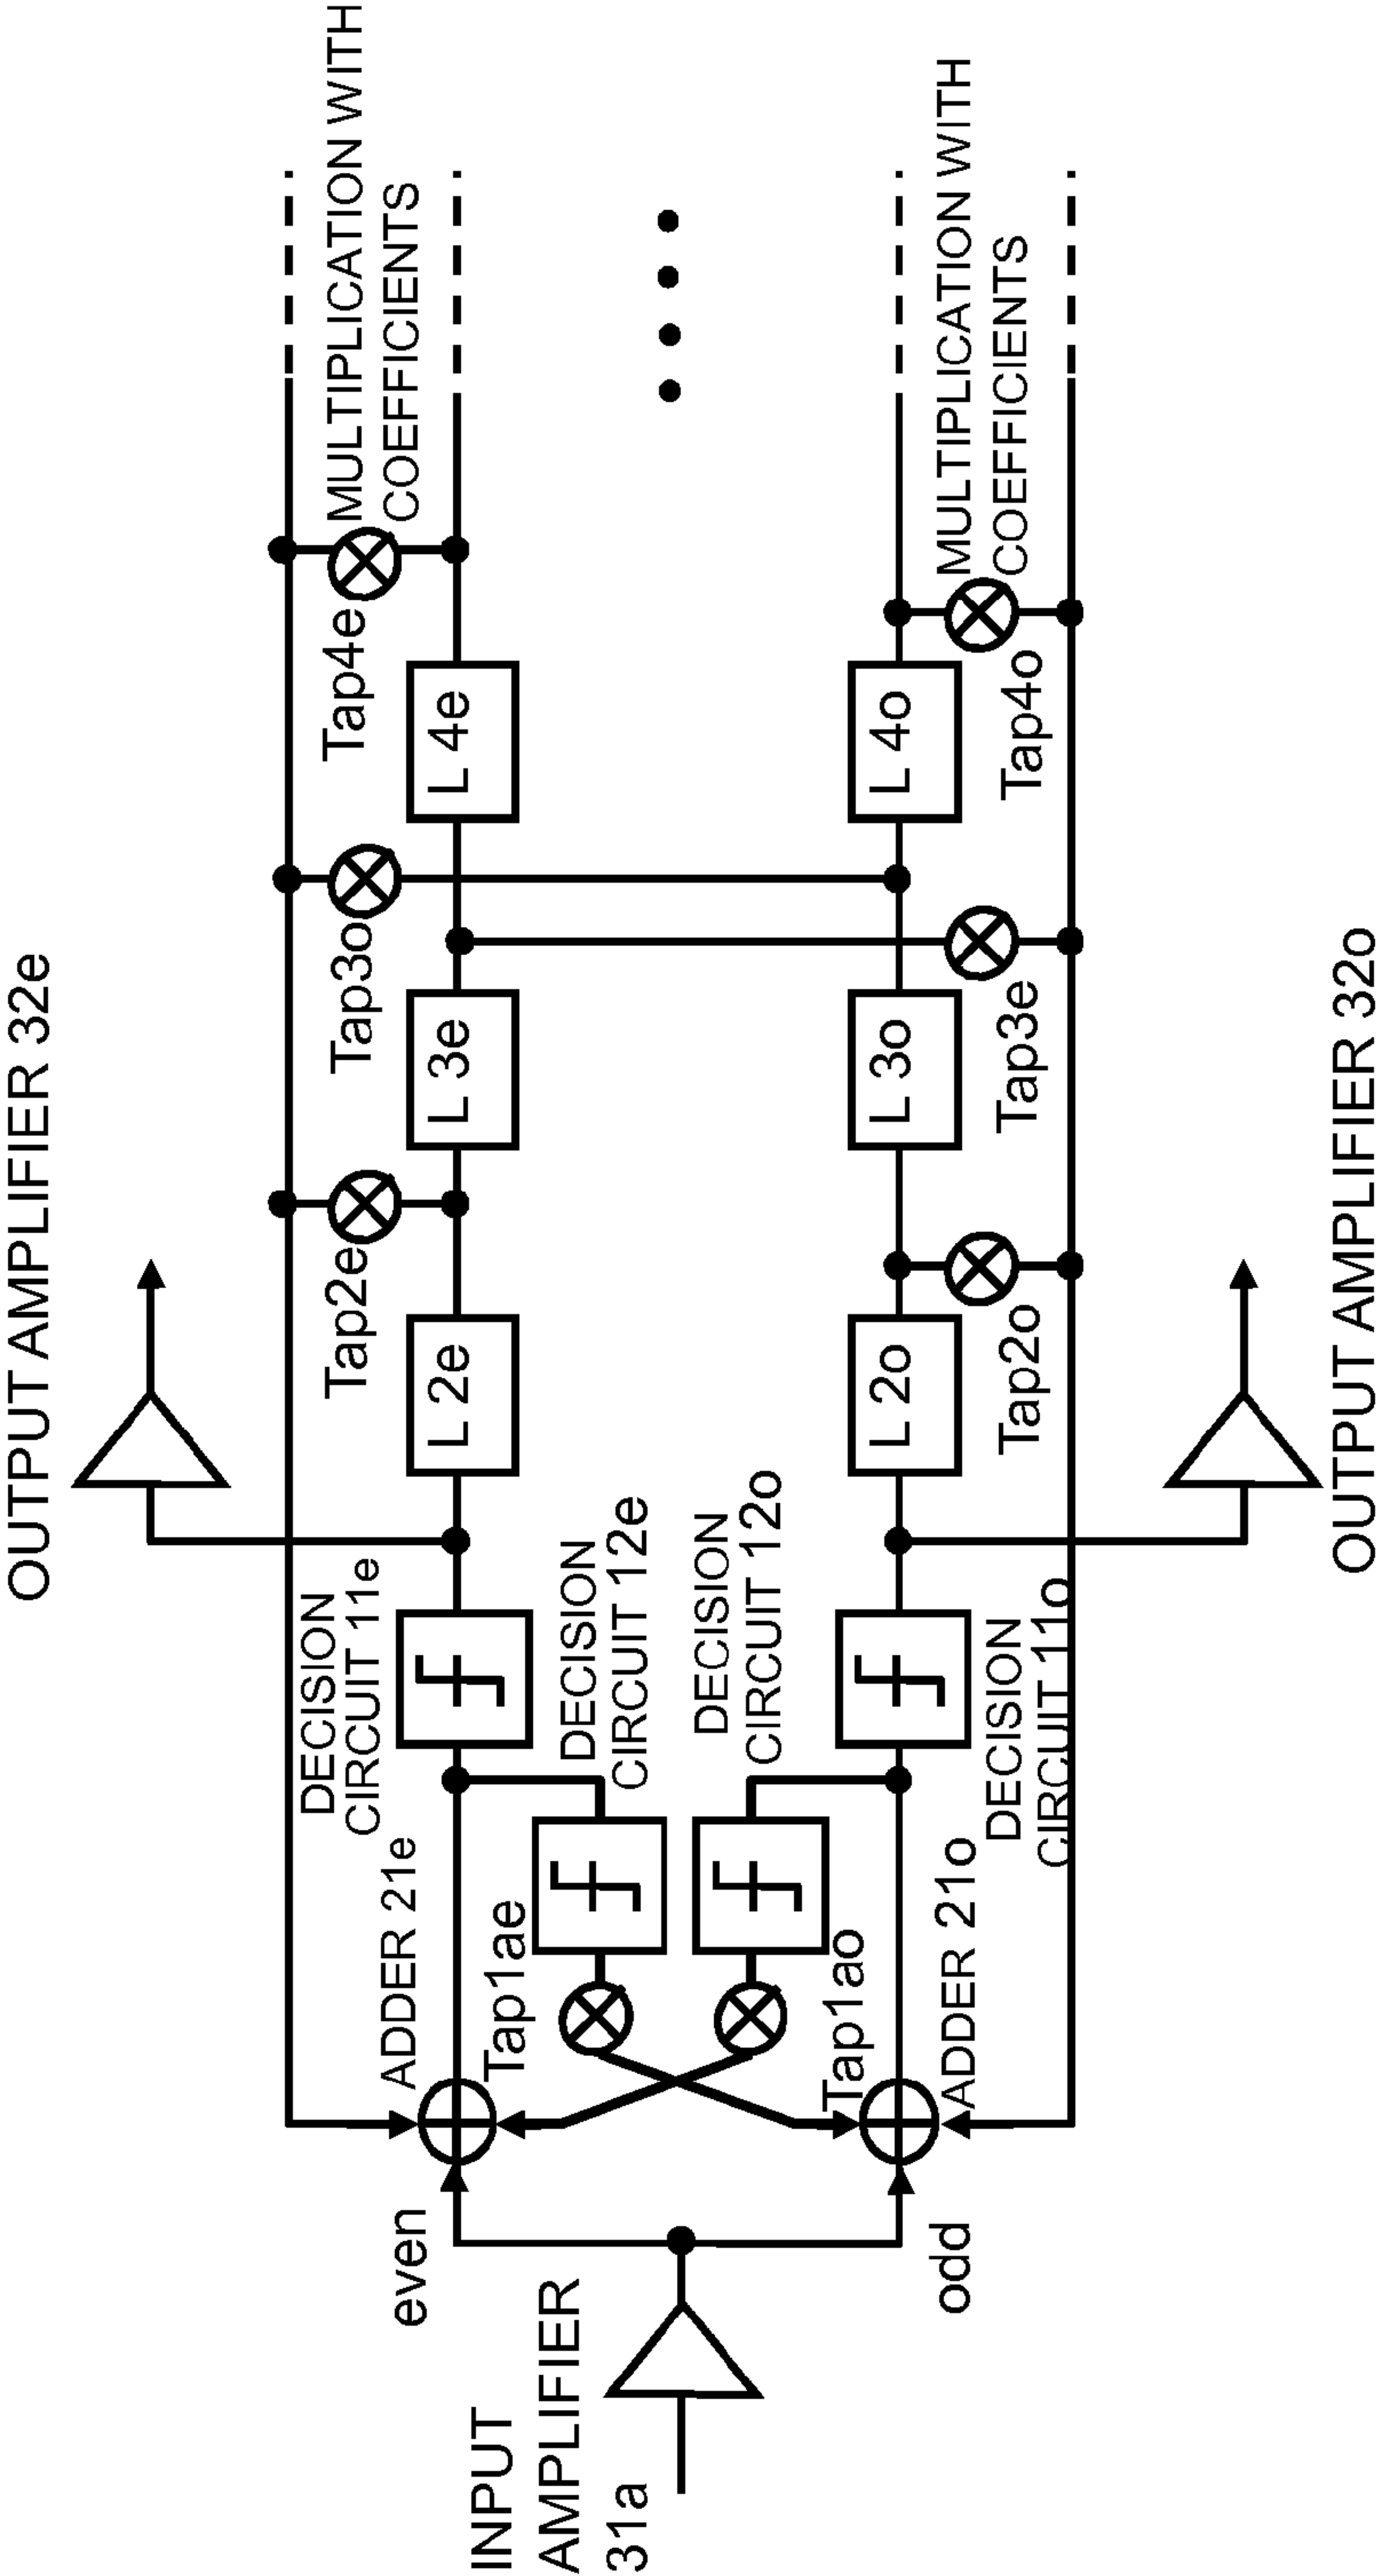 OUTPUT AMPLIFIER 32e
MULTIPLICATION WITH
COEFFICIENTS
Tap2e
Tap3o
Tap4e
DECISION
CIRCUIT 11e
ADDER 21e
even
L 2e
L 3e
L 4e
Tap1ae
DECISION
CIRCUIT 12e
INPUT
AMPLIFIER
31a
DECISION
CIRCUIT 12o
Tap1ao
L 2o
L 3o
L 4o
odd
ADDER 21o
DECISION
CIRCUIT 11o
Tap2o
Tap3e
Tap4o
MULTIPLICATION WITH
COEFFICIENTS
OUTPUT AMPLIFIER 32o